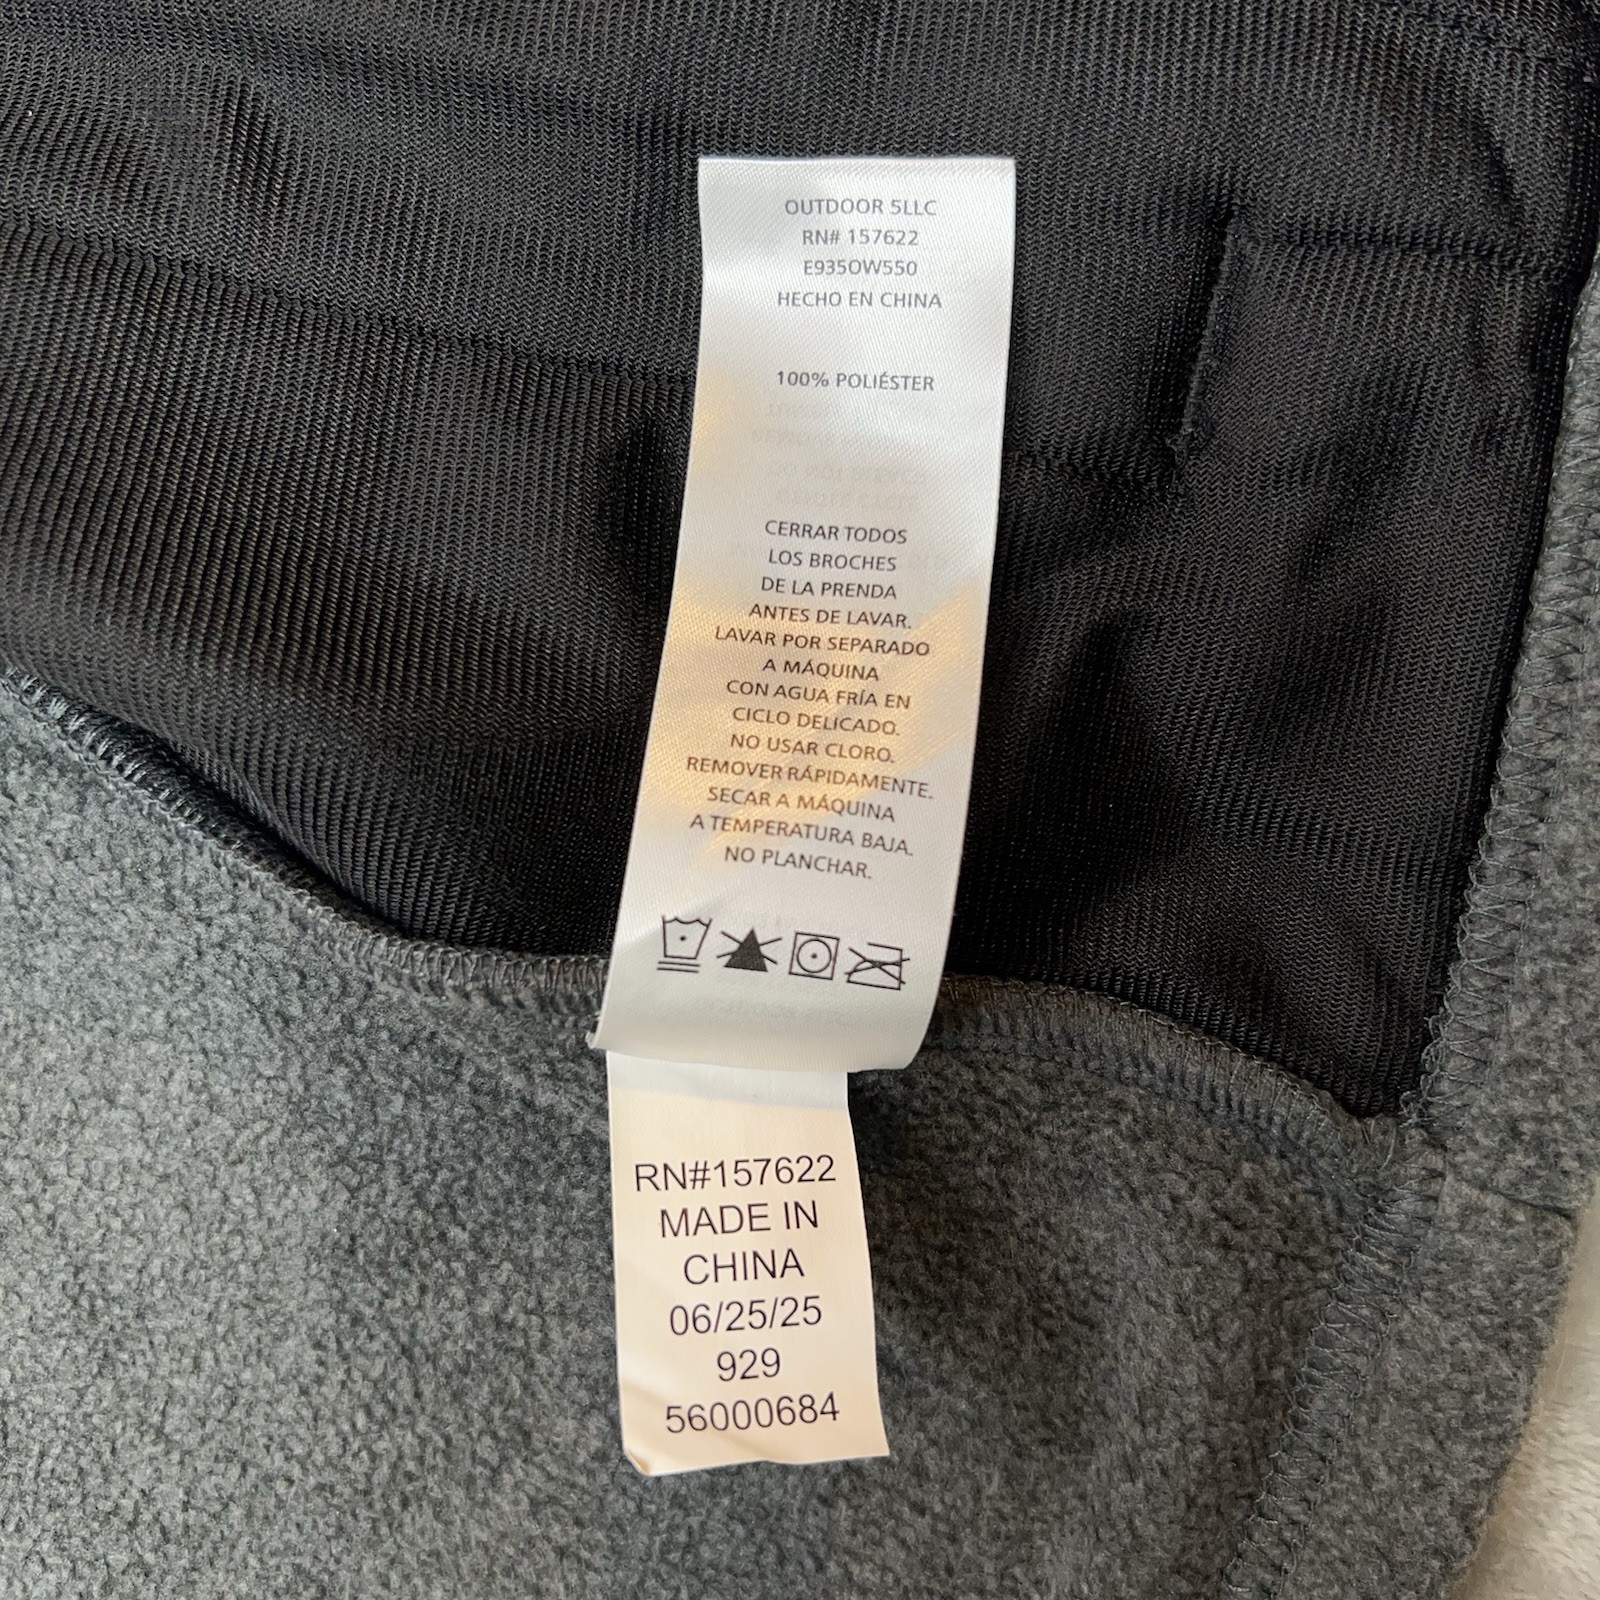 OUTDOOR 5LLC
RN# 157622
E935OW550
HECHO EN CHINA
100% POLIÉSTER
CERRAR TODOS
LOS BROCHES
DE LA PRENDA
ANTES DE LAVAR.
LAVAR POR SEPARADO
A MÁQUINA
CON AGUA FRÍA EN
CICLO DELICADO.
NO USAR CLORO.
REMOVER RÁPIDAMENTE.
SECAR A MÁQUINA
A TEMPERATURA BAJA.
NO PLANCHAR.
RN#157622
MADE IN
CHINA
06/25/25
929
56000684